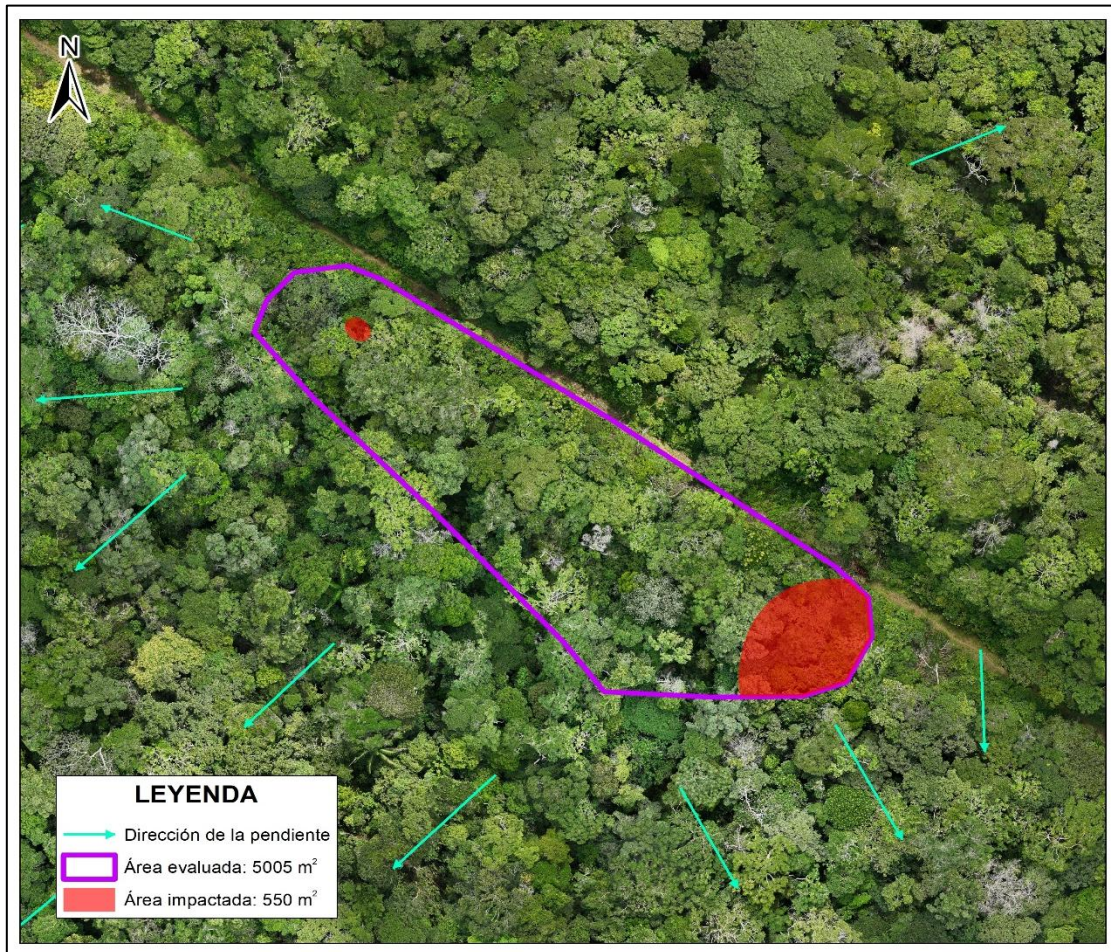 N
LEYENDA
Dirección de la pendiente
Área evaluada: 5005 m²
Área impactada: 550 m²